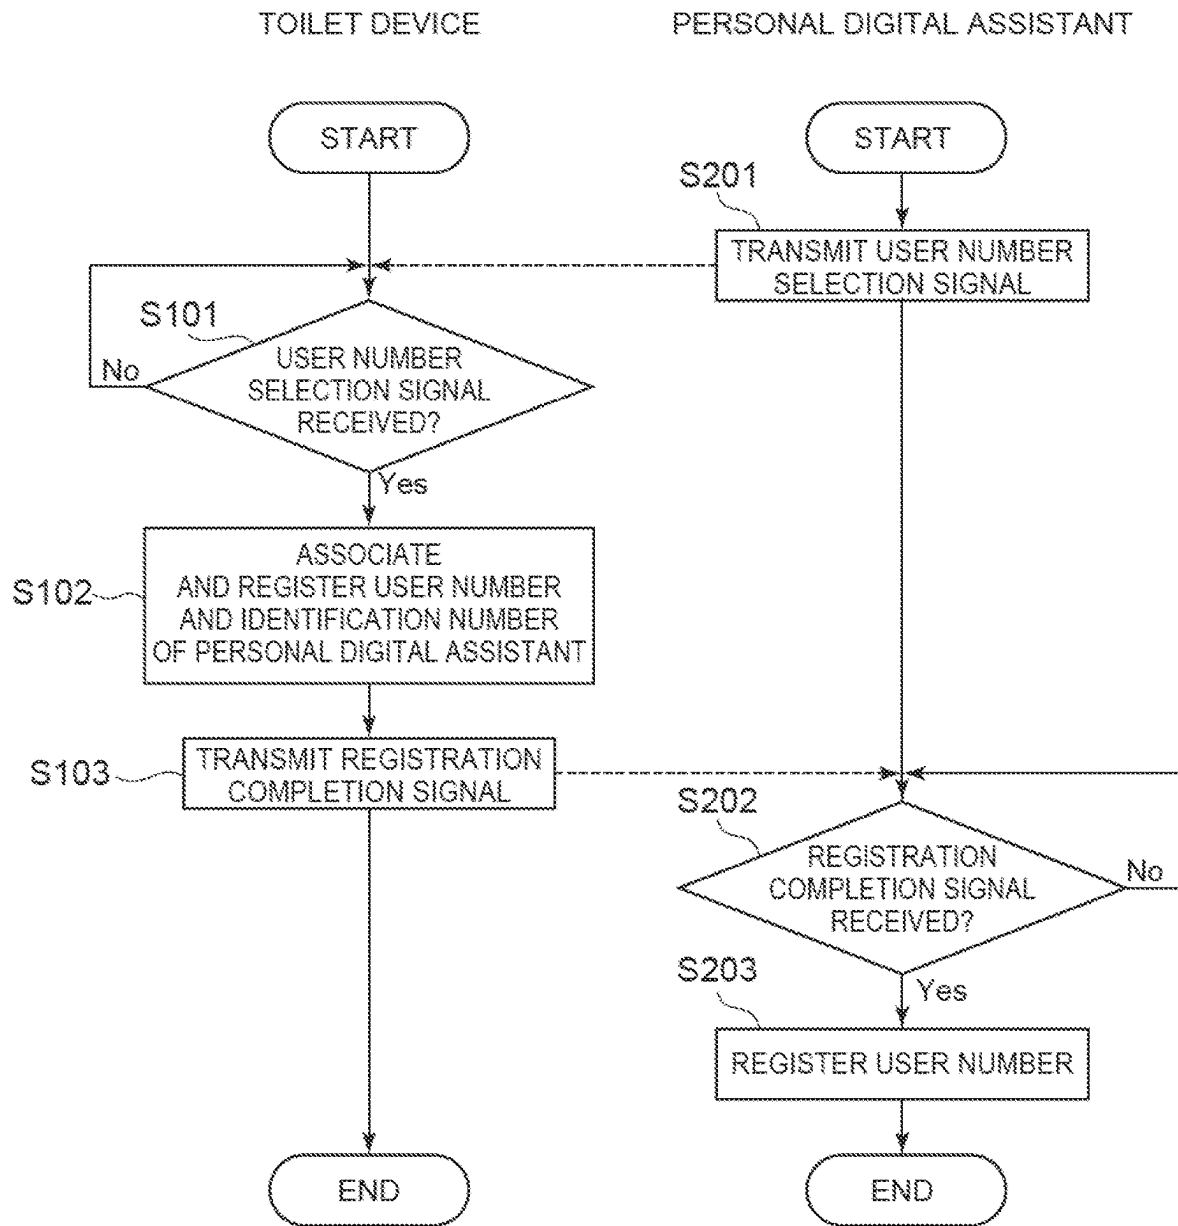 TOILET DEVICE
PERSONAL DIGITAL ASSISTANT
START
START
S201
TRANSMIT USER NUMBER
SELECTION SIGNAL
S101
USER NUMBER
SELECTION SIGNAL
RECEIVED?
No
Yes
S102
ASSOCIATE
AND REGISTER USER NUMBER
AND IDENTIFICATION NUMBER
OF PERSONAL DIGITAL ASSISTANT
S103
TRANSMIT REGISTRATION
COMPLETION SIGNAL
S202
REGISTRATION
COMPLETION SIGNAL
RECEIVED?
No
Yes
S203
REGISTER USER NUMBER
END
END